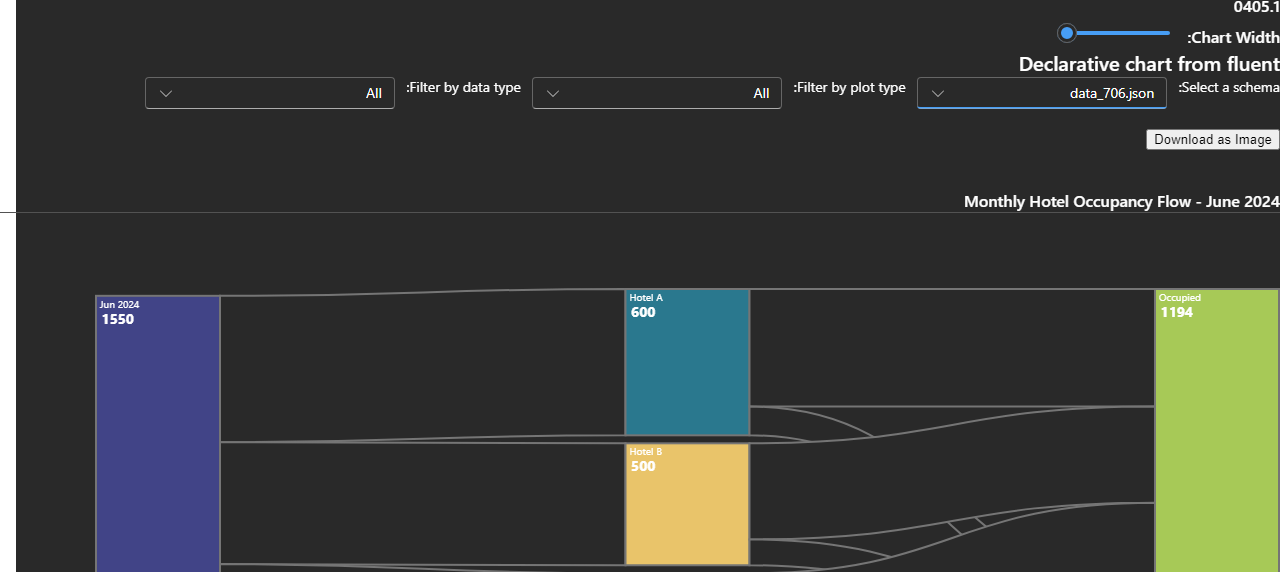 0405.1
:Chart Width
Declarative chart from fluent
:Select a schema
data_706.json
:Filter by plot type
All
:Filter by data type
All
Download as Image
Monthly Hotel Occupancy Flow - June 2024
Jun 2024
1550
Hotel A
600
Occupied
1194
Hotel B
500